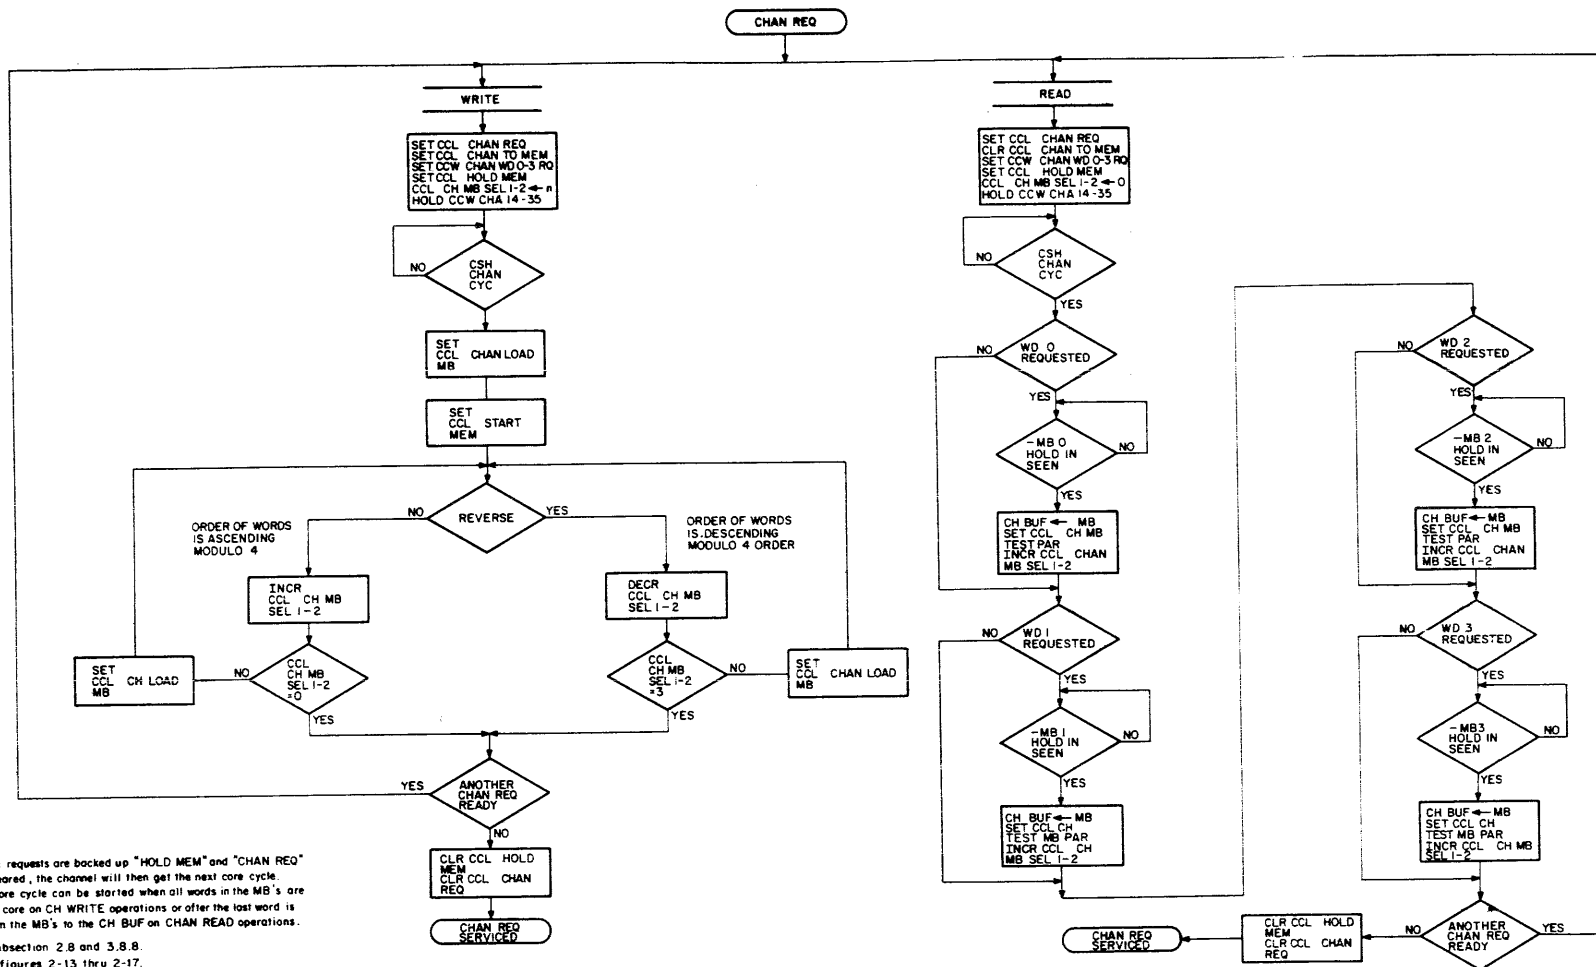 CHAN REQ
WRITE
SET CCL CHAN REQ
SET CCL CHAN TO MEM
SET CCW CHAN WD 0-3 RQ
SET CCL HOLD MEM
CCL CH MB SEL 1-2 ← n
HOLD CCW CHA 14-35
NO
CSH
CHAN
CYC
SET
CCL CHAN LOAD
MB
SET
CCL START
MEM
REVERSE
NO
YES
ORDER OF WORDS
IS ASCENDING
MODULO 4
ORDER OF WORDS
IS.DESCENDING
MODULO 4 ORDER
INCR
CCL CH MB
SEL 1-2
DECR
CCL CH MB
SEL 1-2
SET
CCL CH LOAD
MB
NO
CCL
CH MB
SEL 1-2
=0
YES
CCL
CH MB
SEL 1-2
=3
NO
YES
SET
CCL CHAN LOAD
MB
YES
ANOTHER
CHAN REQ
READY
NO
CLR CCL HOLD
MEM
CLR CCL CHAN
REQ
CHAN REQ
SERVICED
requests are backed up "HOLD MEM" and "CHAN REQ"
eared , the channel will then get the next core cycle.
ore cycle can be started when all words in the MB's are
core on CH WRITE operations or after the last word is
n the MB's to the CH BUF on CHAN READ operations.
bsection 2.8 and 3.8.8.
figures 2-13 thru 2-17.
READ
SET CCL CHAN REQ
CLR CCL CHAN TO MEM
SET CCW CHAN WD 0-3 RQ
SET CCL HOLD MEM
CCL CH MB SEL 1-2 ← 0
HOLD CCW CHA 14-35
NO
CSH
CHAN
CYC
YES
NO
WD 0
REQUESTED
YES
-MB 0
HOLD IN
SEEN
NO
YES
CH BUF ← MB
SET CCL CH MB
TEST PAR
INCR CCL CHAN
MB SEL 1-2
NO
WD 1
REQUESTED
YES
-MB 1
HOLD IN
SEEN
NO
YES
CH BUF ← MB
SET CCL CH
TEST MB PAR
INCR CCL CH
MB SEL 1-2
NO
WD 2
REQUESTED
YES
-MB 2
HOLD IN
SEEN
NO
YES
CH BUF ← MB
SET CCL CH MB
TEST PAR
INCR CCL CHAN
MB SEL 1-2
NO
WD 3
REQUESTED
YES
-MB3
HOLD IN
SEEN
NO
YES
CH BUF ← MB
SET CCL CH
TEST MB PAR
INCR CCL CH MB
SEL 1-2
ANOTHER
CHAN REQ
READY
YES
NO
CLR CCL HOLD
MEM
CLR CCL CHAN
REQ
CHAN REQ
SERVICED